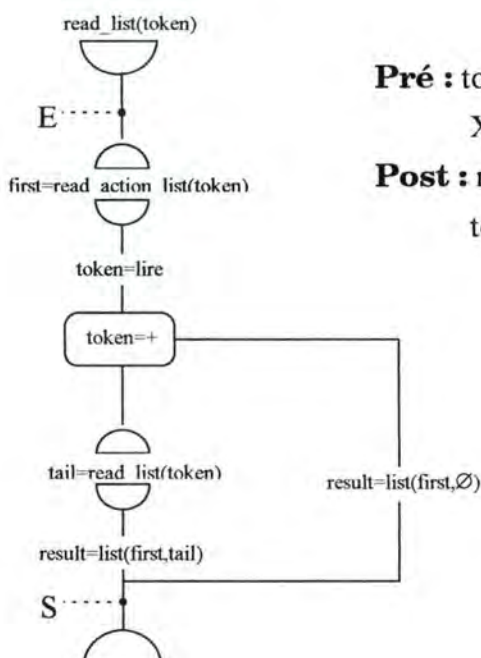 read_list(token)
Pré : to
E
X
first=read_action_list(token)
Post : r
te
token=lire
token=+
tail=read_list(token)
result=list(first,∅)
result=list(first,tail)
S